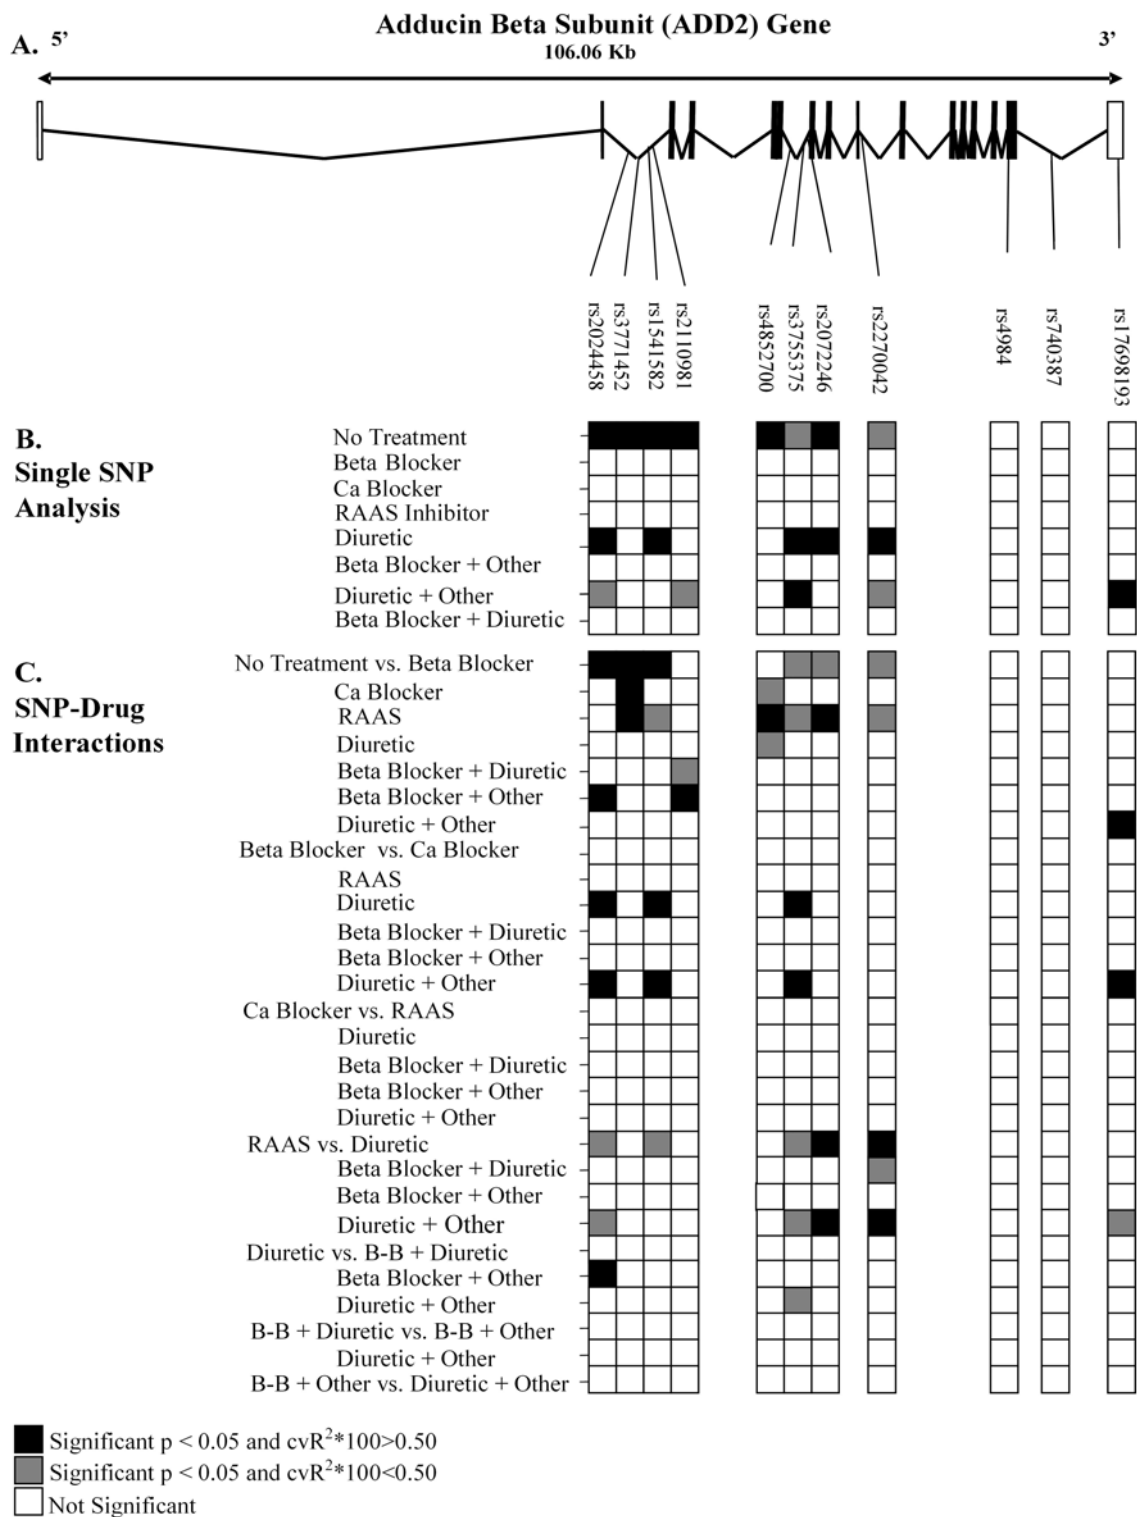 Adducin Beta Subunit (ADD2) Gene
A. 5’ 106.06 Kb 3’
rs2024458
rs3771452
rs1541582
rs2110981
rs4852700
rs3755375
rs2072246
rs2270042
rs4984
rs740387
rs17698193
B.
Single SNP
Analysis
No Treatment
Beta Blocker
Ca Blocker
RAAS Inhibitor
Diuretic
Beta Blocker + Other
Diuretic + Other
Beta Blocker + Diuretic
C.
SNP-Drug
Interactions
No Treatment vs. Beta Blocker
Ca Blocker
RAAS
Diuretic
Beta Blocker + Diuretic
Beta Blocker + Other
Diuretic + Other
Beta Blocker vs. Ca Blocker
RAAS
Diuretic
Beta Blocker + Diuretic
Beta Blocker + Other
Diuretic + Other
Ca Blocker vs. RAAS
Diuretic
Beta Blocker + Diuretic
Beta Blocker + Other
Diuretic + Other
RAAS vs. Diuretic
Beta Blocker + Diuretic
Beta Blocker + Other
Diuretic + Other
Diuretic vs. B-B + Diuretic
Beta Blocker + Other
Diuretic + Other
B-B + Diuretic vs. B-B + Other
Diuretic + Other
B-B + Other vs. Diuretic + Other
Significant p < 0.05 and cvR²*100>0.50
Significant p < 0.05 and cvR²*100<0.50
Not Significant